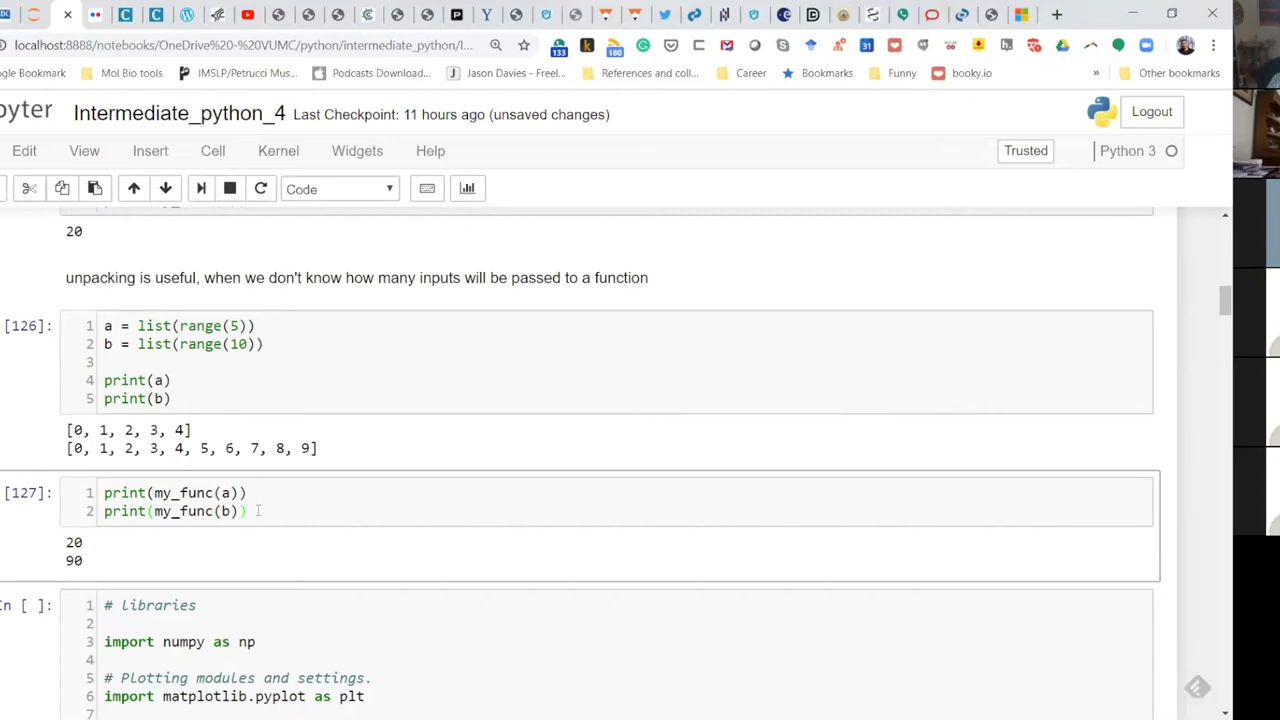 localhost:8888/notebooks/OneDrive%20-%20VUMC/python/intermediate_python/I...
133
180
31
gle Bookmark
Mol Bio tools
IMSLP/Petrucci Mus...
Podcasts Download...
Jason Davies - Freel...
References and coll...
Career
Bookmarks
Funny
booky.io
»
Other bookmarks
pyter
Intermediate_python_4
Last Checkpoint: 11 hours ago (unsaved changes)
Logout
Edit
View
Insert
Cell
Kernel
Widgets
Help
Trusted
Python 3
Code
20
unpacking is useful, when we don't know how many inputs will be passed to a function
[126]:
1 a = list(range(5))
2 b = list(range(10))
3
4 print(a)
5 print(b)
[0, 1, 2, 3, 4]
[0, 1, 2, 3, 4, 5, 6, 7, 8, 9]
[127]:
1 print(my_func(a))
2 print(my_func(b))
20
90
n [ ]:
1 # Libraries
2
3 import numpy as np
4
5 # Plotting modules and settings.
6 import matplotlib.pyplot as plt
7